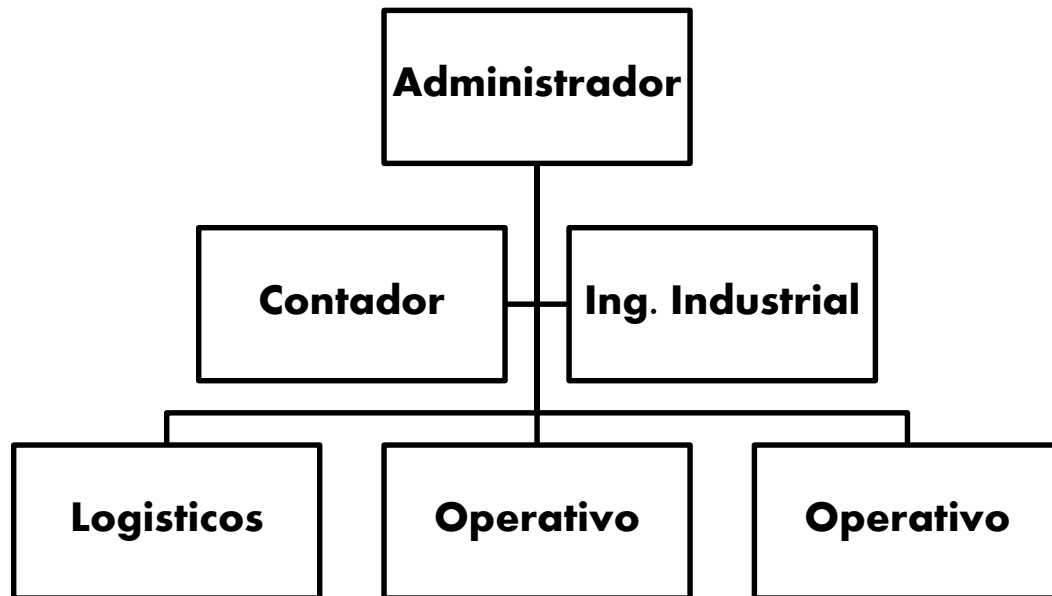 Administrador
Contador
Ing. Industrial
Logisticos
Operativo
Operativo